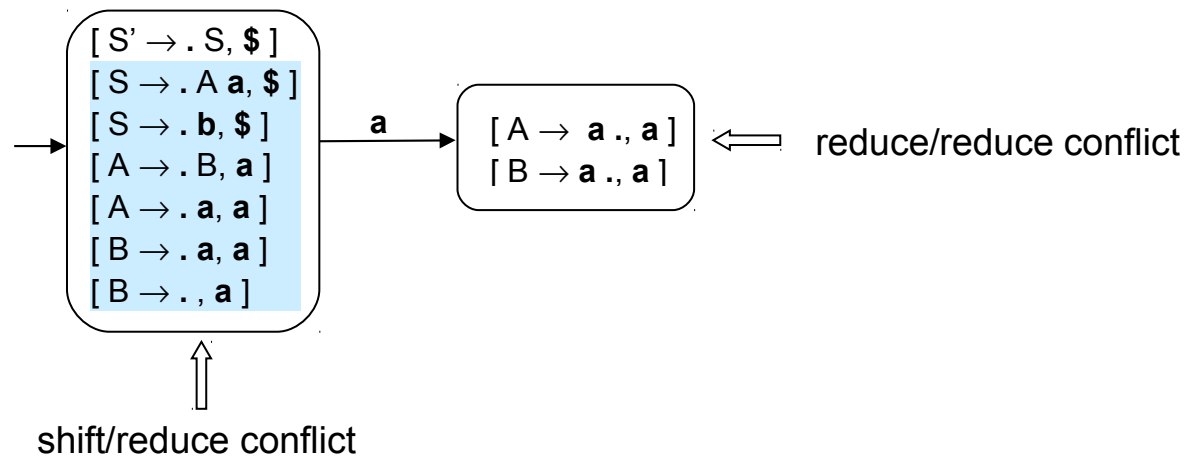 [ S’ → . S, $ ]
[ S → . A a, $ ]
[ S → . b, $ ]
[ A → . B, a ]
[ A → . a, a ]
[ B → . a, a ]
[ B → . , a ]
a
[ A → a ., a ]
[ B → a ., a ]
reduce/reduce conflict
shift/reduce conflict